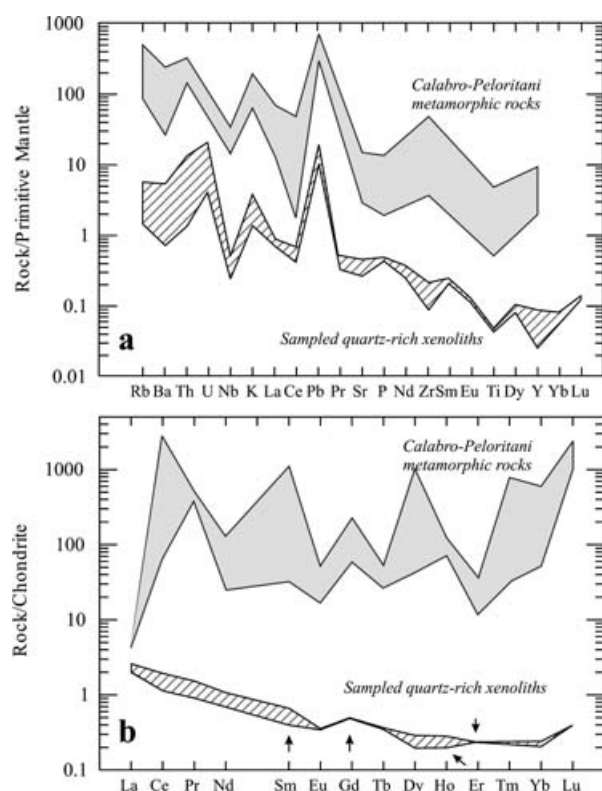 1000
100
10
1
0.1
0.01
Rock/Primitive Mantle
Calabro-Peloritani
metamorphic rocks
Sampled quartz-rich xenoliths
a
Rb Ba Th U Nb K La Ce Pb Pr Sr P Nd Zr Sm Eu Ti Dy Y Yb Lu
1000
100
10
1
0.1
Rock/Chondrite
Calabro-Peloritani
metamorphic rocks
Sampled quartz-rich xenoliths
b
La Ce Pr Nd Sm Eu Gd Tb Dy Ho Er Tm Yb Lu